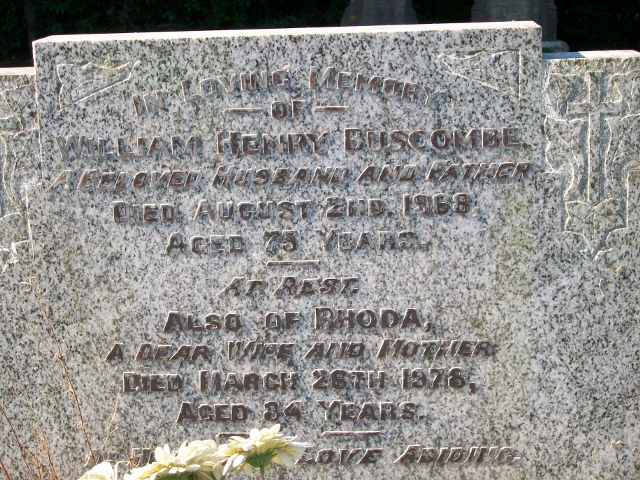 IN LOVING MEMORY
OF
WILLIAM HENRY BUSCOMBE,
A BELOVED HUSBAND AND FATHER
DIED AUGUST 2ND. 1968
AGED 75 YEARS.
AT REST.
ALSO OF RHODA,
A DEAR WIFE AND MOTHER
DIED MARCH 26TH 1978,
AGED 84 YEARS.
LOVE ABIDING.